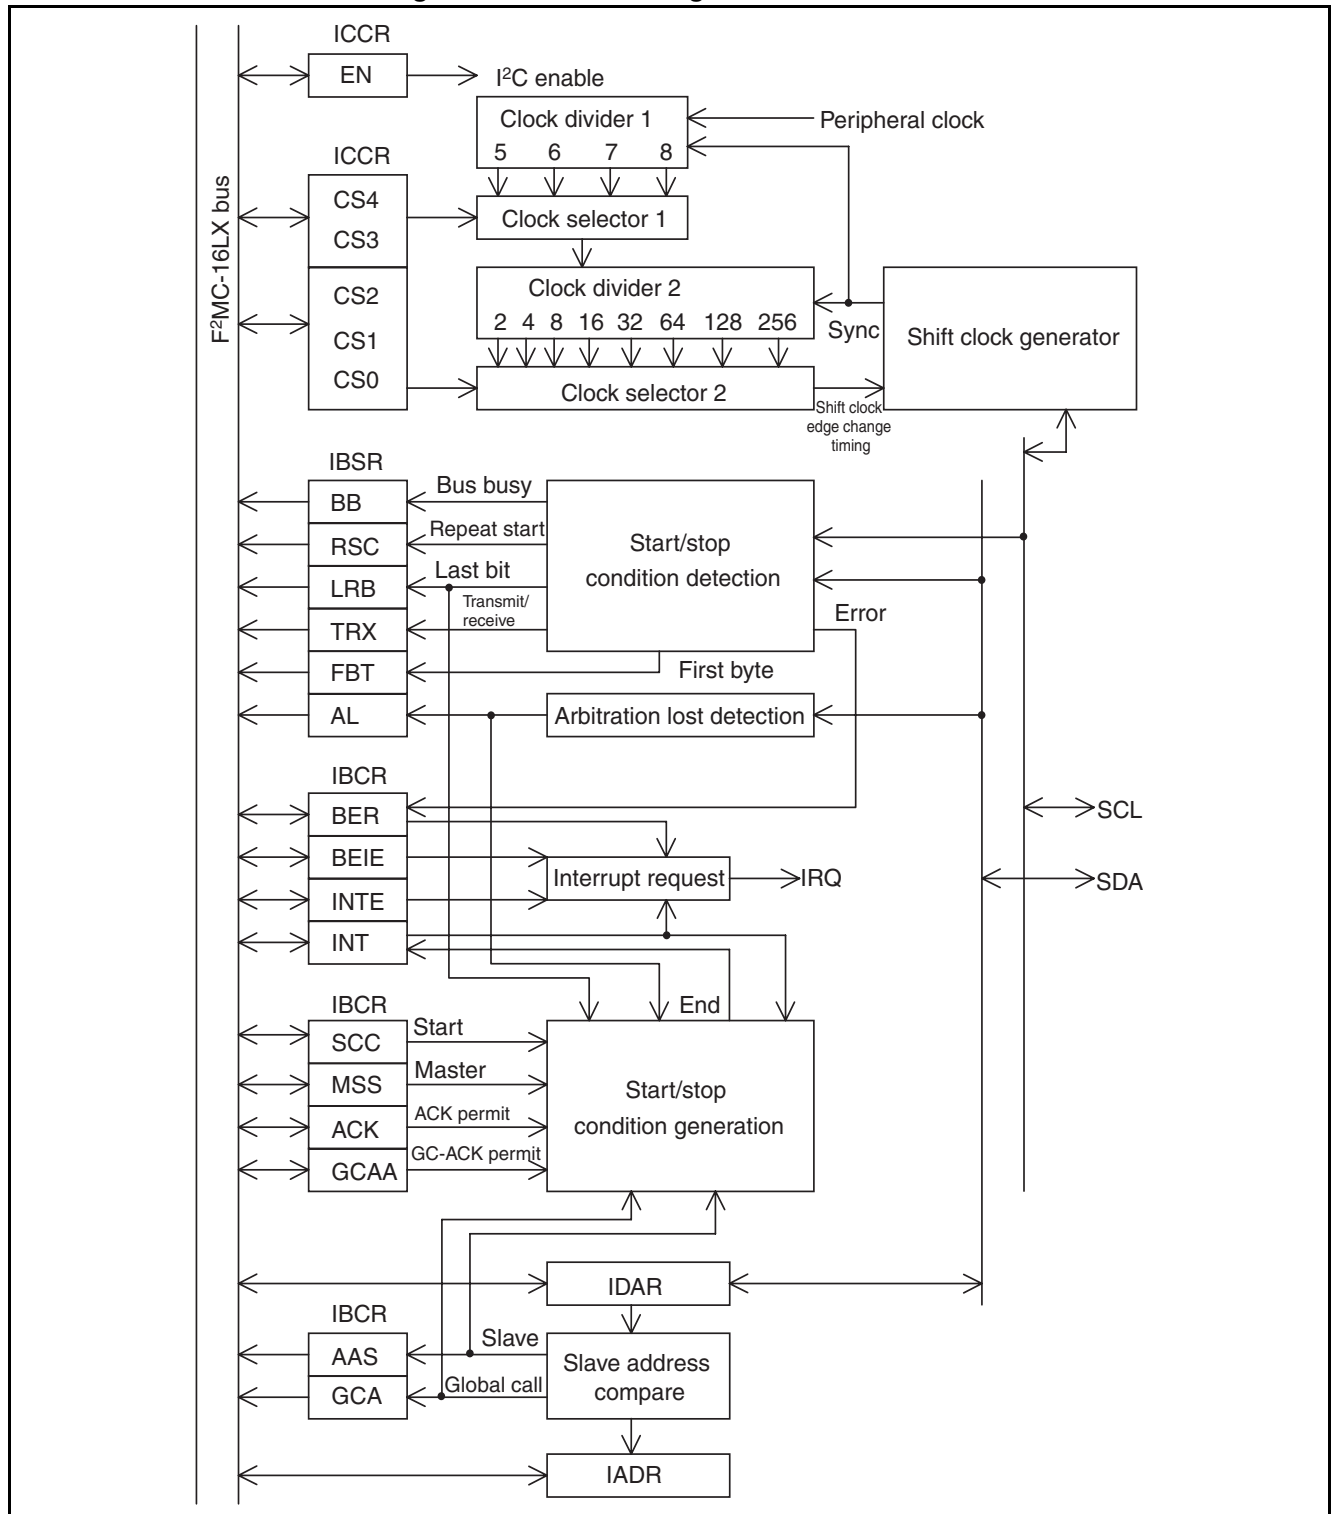 ICCR
EN
I²C enable
Clock divider 1
Peripheral clock
5 6 7 8
ICCR
CS4
CS3
Clock selector 1
F²MC-16LX bus
CS2
CS1
CS0
Clock divider 2
2 4 8 16 32 64 128 256
Sync
Shift clock generator
Clock selector 2
Shift clock
edge change
timing
IBSR
BB
Bus busy
RSC
Repeat start
LRB
Last bit
TRX
Transmit/
receive
FBT
First byte
AL
Start/stop
condition detection
Error
Arbitration lost detection
IBCR
BER
BEIE
INTE
INT
Interrupt request
IRQ
SCL
SDA
IBCR
End
SCC
Start
MSS
Master
ACK
ACK permit
GCAA
GC-ACK permit
Start/stop
condition generation
IDAR
IBCR
AAS
Slave
GCA
Global call
Slave address
compare
IADR